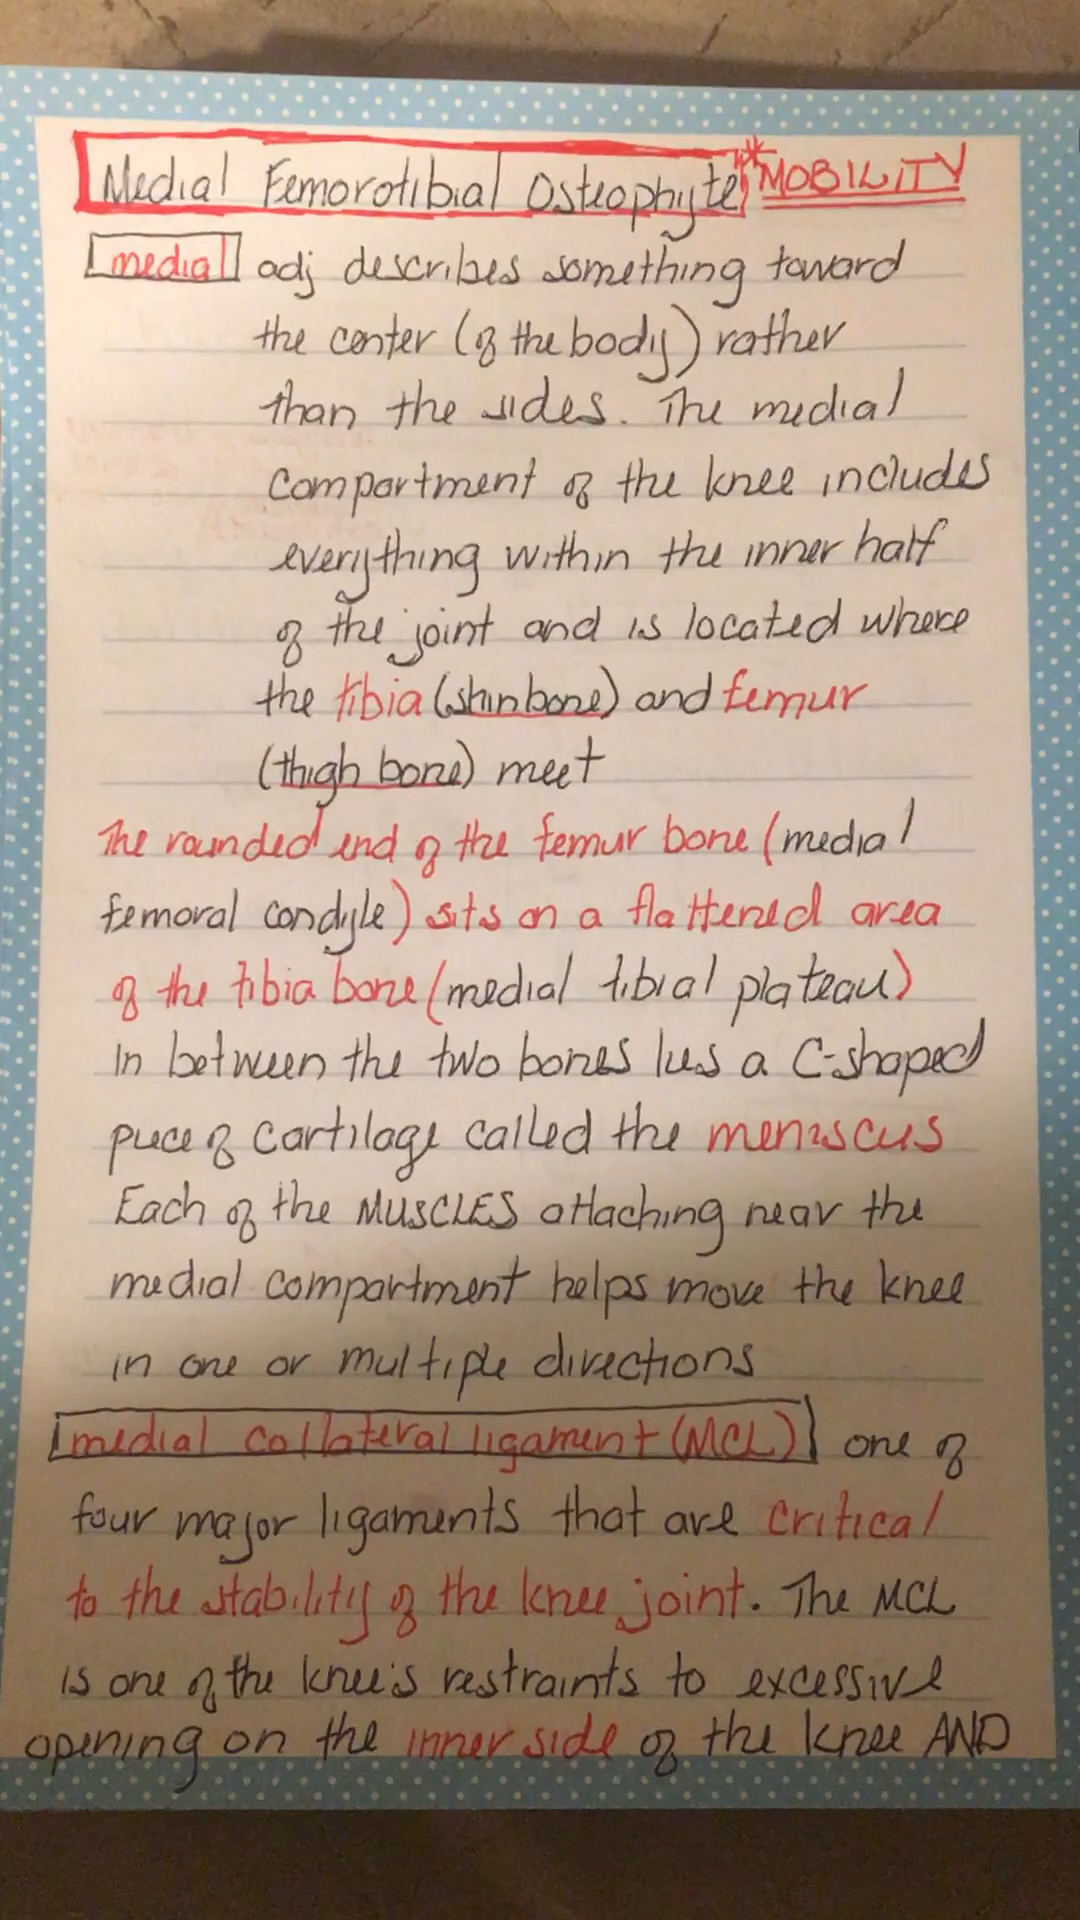 Medial Femorotibial Osteophyte *MOBILITY
medial adj describes something toward
the center (of the body) rather
than the sides. The medial
compartment of the knee includes
everything within the inner half
of the joint and is located where
the tibia (shinbone) and femur
(thigh bone) meet
The rounded end of the femur bone (medial
femoral condyle) sits on a flattened area
of the tibia bone (medial tibial plateau)
In between the two bones lies a C-shaped
piece of cartilage called the meniscus
Each of the MUSCLES attaching near the
medial compartment helps move the knee
in one or multiple directions
medial collateral ligament (MCL) one of
four major ligaments that are critical
to the stability of the knee joint. The MCL
is one of the knee's restraints to excessive
opening on the inner side of the knee AND